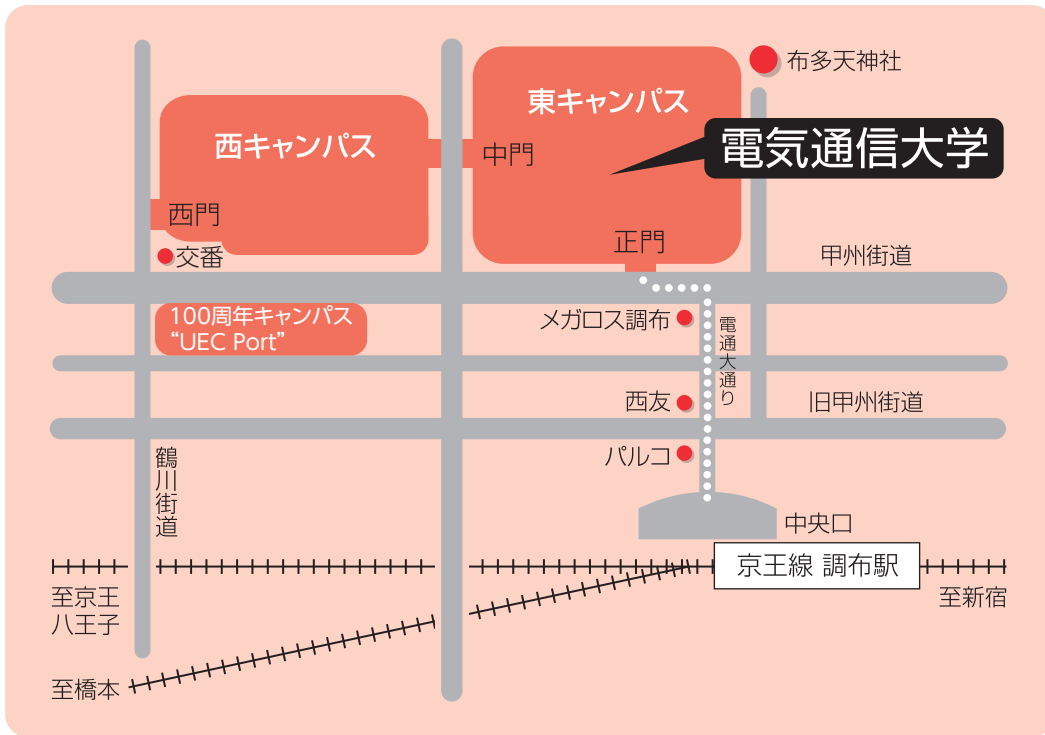 布多天神社
東キャンパス
西キャンパス
電気通信大学
中門
西門
正門
交番
甲州街道
100周年キャンパス
“UEC Port”
メガロス調布
電通大通り
西友
旧甲州街道
パルコ
鶴川街道
中央口
京王線 調布駅
至京王
八王子
至新宿
至橋本